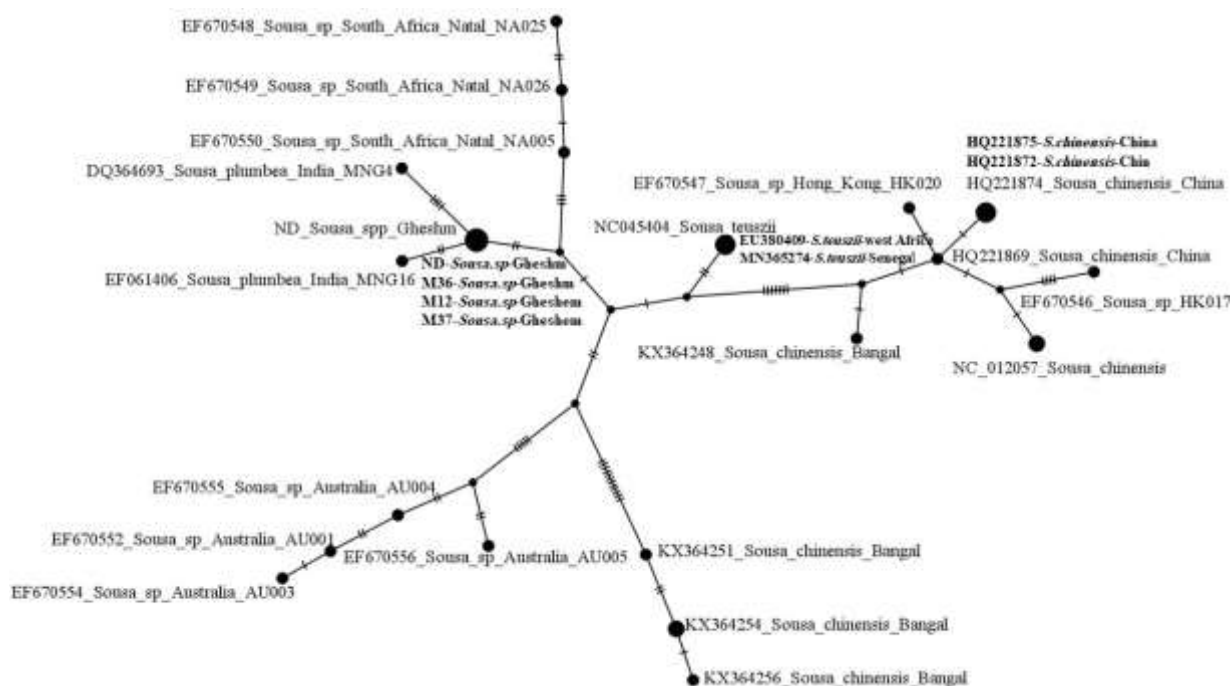 EF670548_Sousa_sp_South_Africa_Natal_NA025
EF670549_Sousa_sp_South_Africa_Natal_NA026
EF670550_Sousa_sp_South_Africa_Natal_NA005
DQ364693_Sousa_plumbea_India_MNG4
ND_Sousa_spp_Gheshm
EF061406_Sousa_plumbea_India_MNG16
ND-Sousa.sp-Gheshm
M36-Sousa.sp-Gheshm
M12-Sousa.sp-Gheshem
M37-Sousa.sp-Gheshem
HQ221875-S.chinensis-China
HQ221872-S.chinensis-Chin
HQ221874_Sousa_chinensis_China
EF670547_Sousa_sp_Hong_Kong_HK020
NC045404_Sousa_teuszii
EU380409-S.teuszii-west Africa
MN365274-S.teuszii-Senegal
HQ221869_Sousa_chinensis_China
EF670546_Sousa_sp_HK017
KX364248_Sousa_chinensis_Bangal
NC_012057_Sousa_chinensis
EF670555_Sousa_sp_Australia_AU004
EF670552_Sousa_sp_Australia_AU001
EF670556_Sousa_sp_Australia_AU005
EF670554_Sousa_sp_Australia_AU003
KX364251_Sousa_chinensis_Bangal
KX364254_Sousa_chinensis_Bangal
KX364256_Sousa_chinensis_Bangal